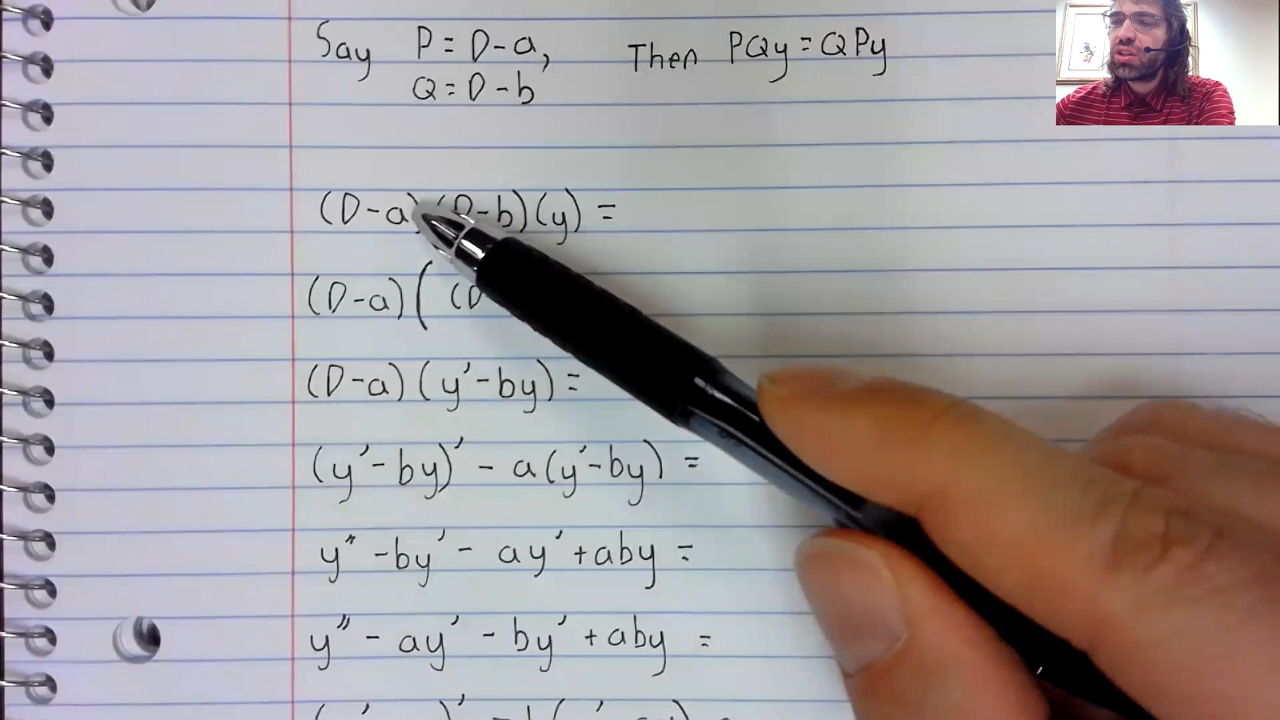 Say P = D - a, Then PQy = QPy
Q = D - b
(D - a) (D - b)(y) =
(D - a) ( (D
(D - a) (y' - by) =
(y' - by)' - a(y' - by) =
y'' - by' - ay' + aby =
y'' - ay' - by' + aby =